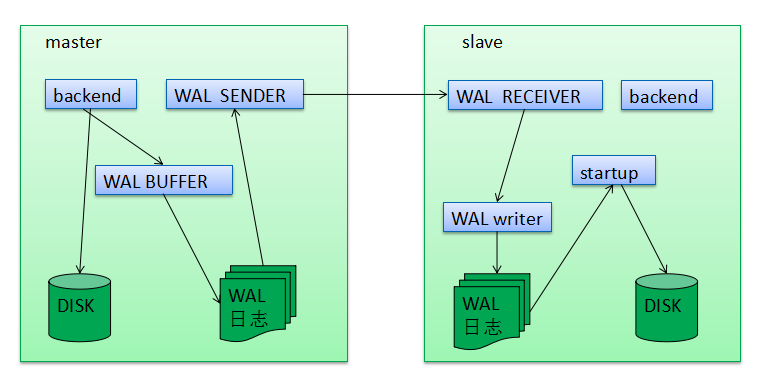 master
backend
WAL SENDER
WAL BUFFER
DISK
WAL
日志
slave
WAL RECEIVER
backend
startup
WAL writer
WAL
日志
DISK